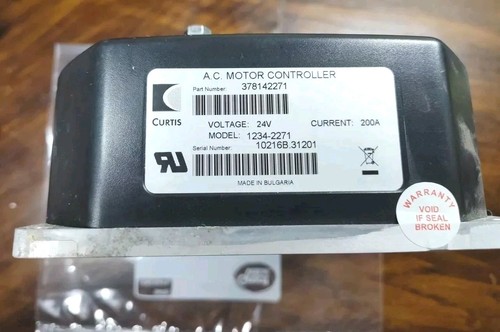 A.C. MOTOR CONTROLLER
Part Number: 378142271
CURTIS
VOLTAGE: 24V CURRENT: 200A
MODEL: 1234-2271
Serial Number: 10216B.31201
MADE IN BULGARIA
WARRANTY
VOID
IF SEAL
BROKEN